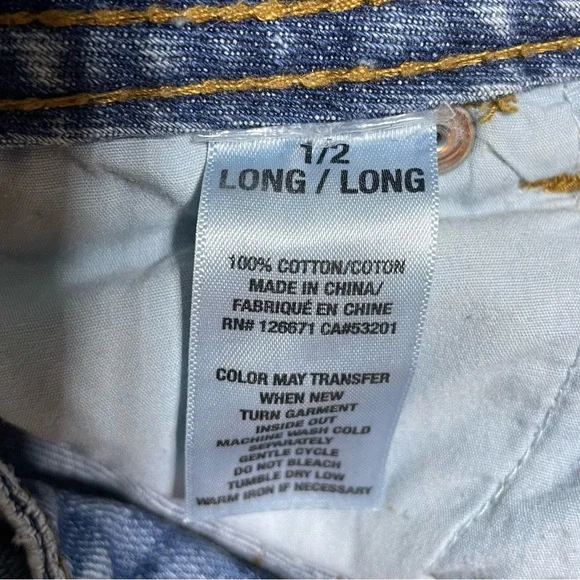 1/2
LONG / LONG
100% COTTON/COTON
MADE IN CHINA/
FABRIQUÉ EN CHINE
RN# 126671 CA#53201
COLOR MAY TRANSFER
WHEN NEW
TURN GARMENT
INSIDE OUT
MACHINE WASH COLD
SEPARATELY
GENTLE CYCLE
DO NOT BLEACH
TUMBLE DRY LOW
WARM IRON IF NECESSARY